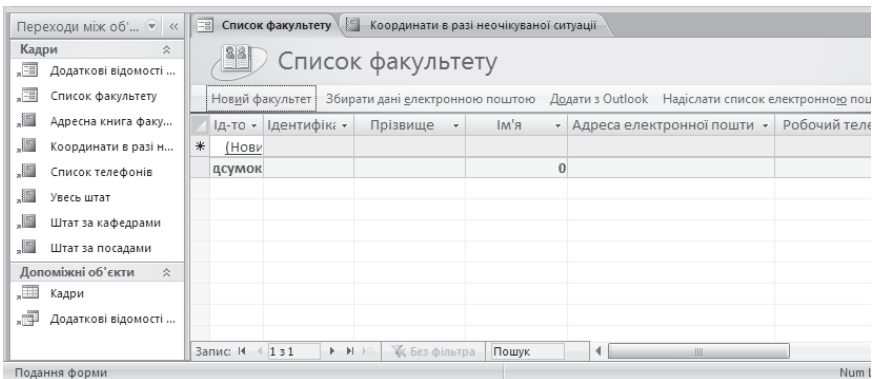 Переходи між об'...
Кадри
Додаткові відомості ...
Список факультету
Адресна книга факу...
Координати в разі н...
Список телефонів
Увесь штат
Штат за кафедрами
Штат за посадами
Допоміжні об'єкти
Кадри
Додаткові відомості ...
Список факультету Координати в разі неочікуваної ситуації
Список факультету
Новий факультет Збирати дані електронною поштою Додати з Outlook Надіслати список електронною пош
Ід-то Ідентифіка Прізвище Ім'я Адреса електронної пошти Робочий теле
(Нови
дсумок 0
Запис: 1 з 1 Без фільтра Пошук
Подання форми Num L